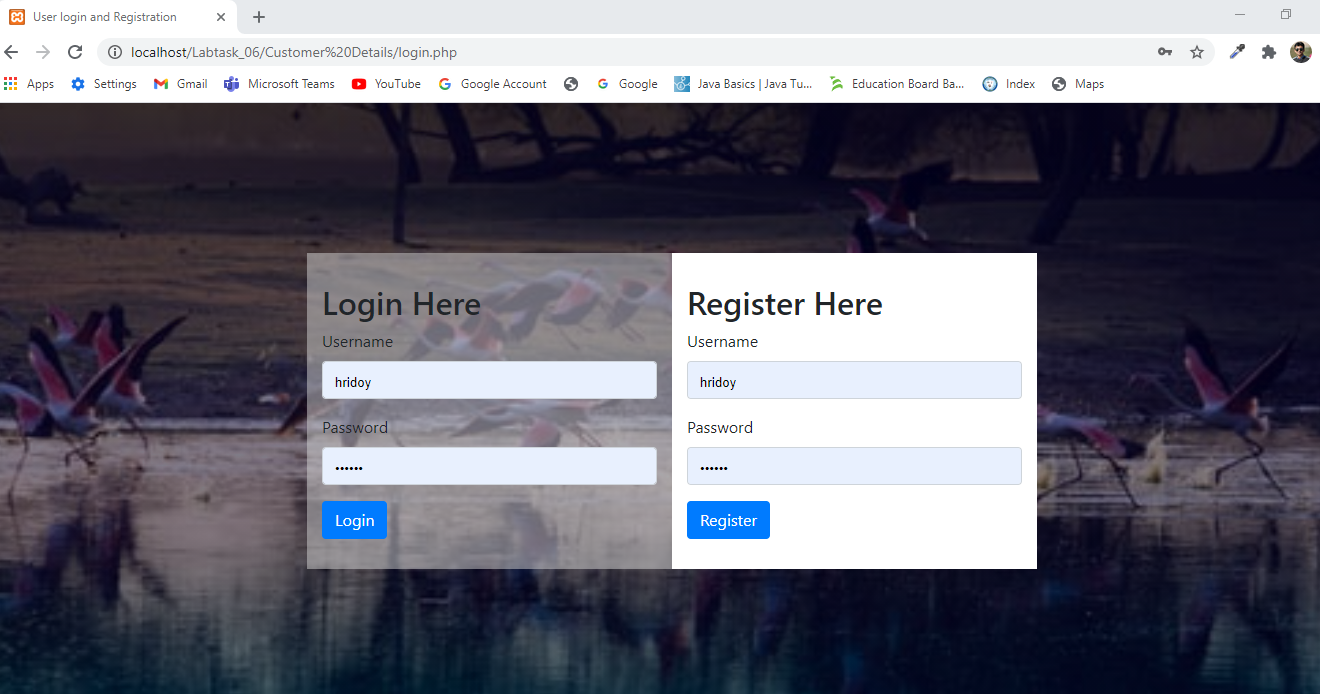 User login and Registration
localhost/Labtask_06/Customer%20Details/login.php
Apps Settings Gmail Microsoft Teams YouTube Google Account Google Java Basics | Java Tu... Education Board Ba... Index Maps
Login Here
Username
hridoy
Password
••••••
Login
Register Here
Username
hridoy
Password
••••••
Register